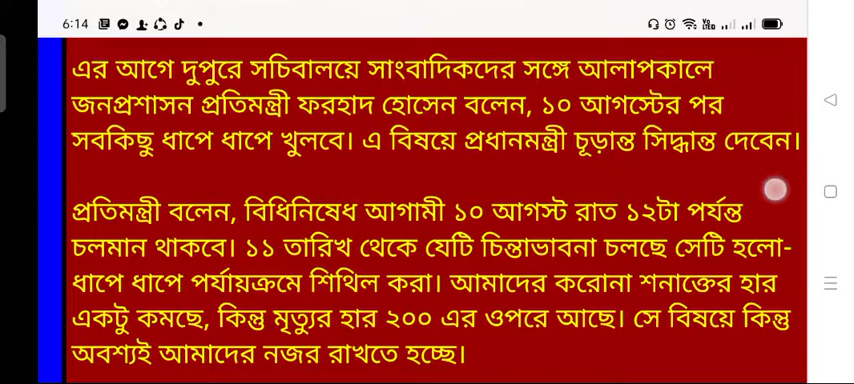 6:14
এর আগে দুপুরে সচিবালয়ে সাংবাদিকদের সঙ্গে আলাপকালে
জনপ্রশাসন প্রতিমন্ত্রী ফরহাদ হোসেন বলেন, ১০ আগস্টের পর
সবকিছু ধাপে ধাপে খুলবে। এ বিষয়ে প্রধানমন্ত্রী চূড়ান্ত সিদ্ধান্ত দেবেন।
প্রতিমন্ত্রী বলেন, বিধিনিষেধ আগামী ১০ আগস্ট রাত ১২টা পর্যন্ত
চলমান থাকবে। ১১ তারিখ থেকে যেটি চিন্তাভাবনা চলছে সেটি হলো-
ধাপে ধাপে পর্যায়ক্রমে শিথিল করা। আমাদের করোনা শনাক্তের হার
একটু কমছে, কিন্তু মৃত্যুর হার ২০০ এর ওপরে আছে। সে বিষয়ে কিন্তু
অবশ্যই আমাদের নজর রাখতে হচ্ছে।